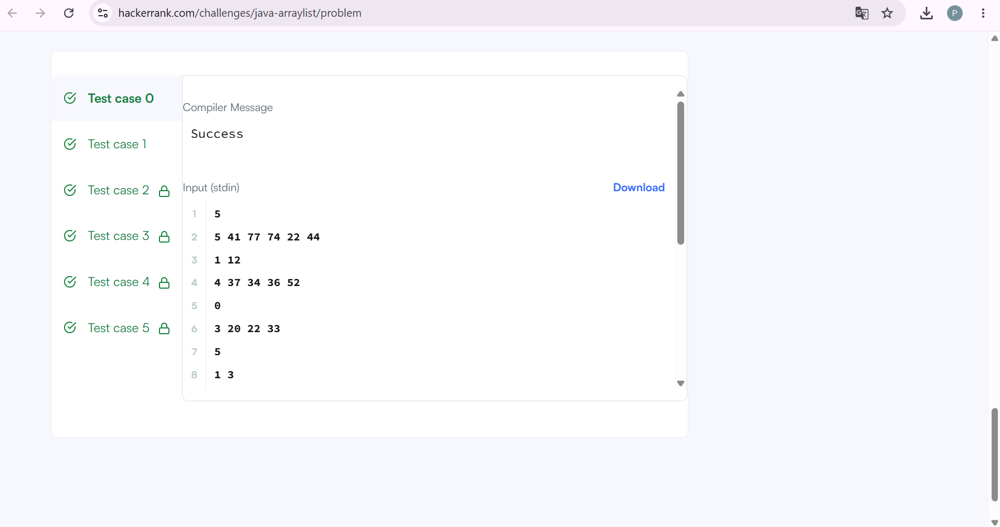 hackerrank.com/challenges/java-arraylist/problem
P
Test case 0
Test case 1
Test case 2
Test case 3
Test case 4
Test case 5
Compiler Message
Success
Input (stdin)
Download
1 5
2 5 41 77 74 22 44
3 1 12
4 4 37 34 36 52
5 0
6 3 20 22 33
7 5
8 1 3